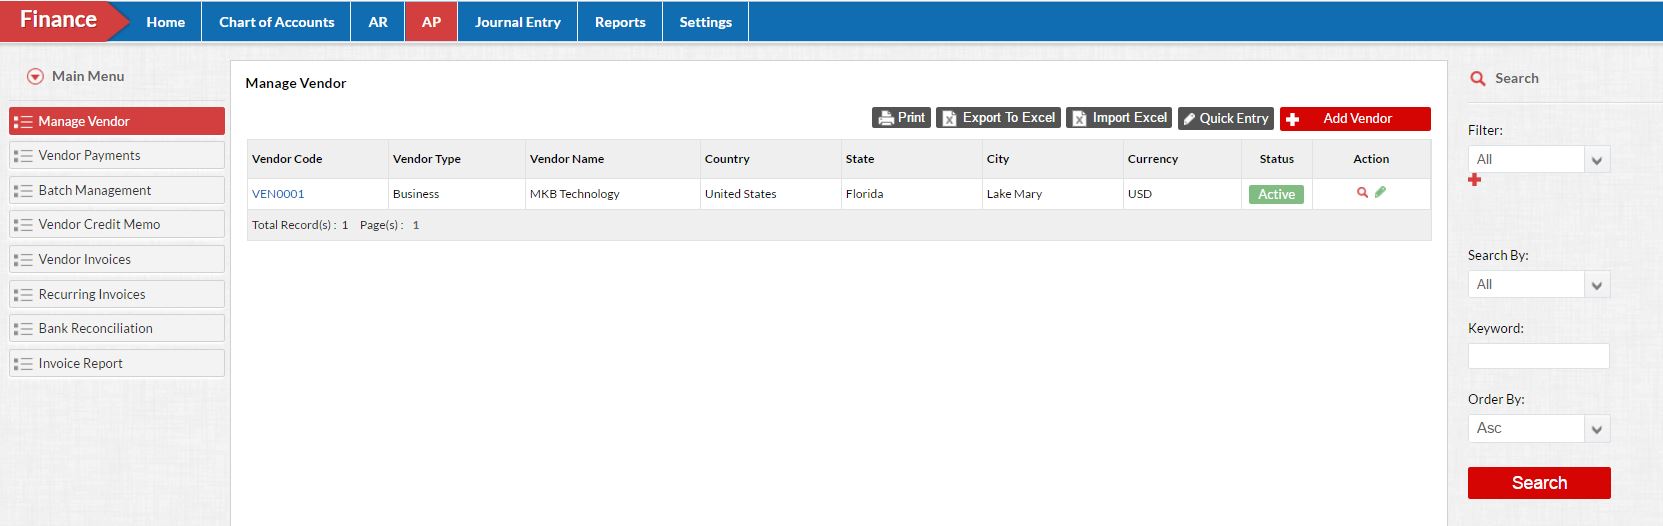 Finance Home Chart of Accounts AR AP Journal Entry Reports Settings
Main Menu
Manage Vendor
Vendor Payments
Batch Management
Vendor Credit Memo
Vendor Invoices
Recurring Invoices
Bank Reconciliation
Invoice Report
Manage Vendor
Print Export To Excel Import Excel Quick Entry Add Vendor
Vendor Code Vendor Type Vendor Name Country State City Currency Status Action
VEN0001 Business MKB Technology United States Florida Lake Mary USD Active
Total Record(s) : 1 Page(s) : 1
Search
Filter:
All
Search By:
All
Keyword:
Order By:
Asc
Search